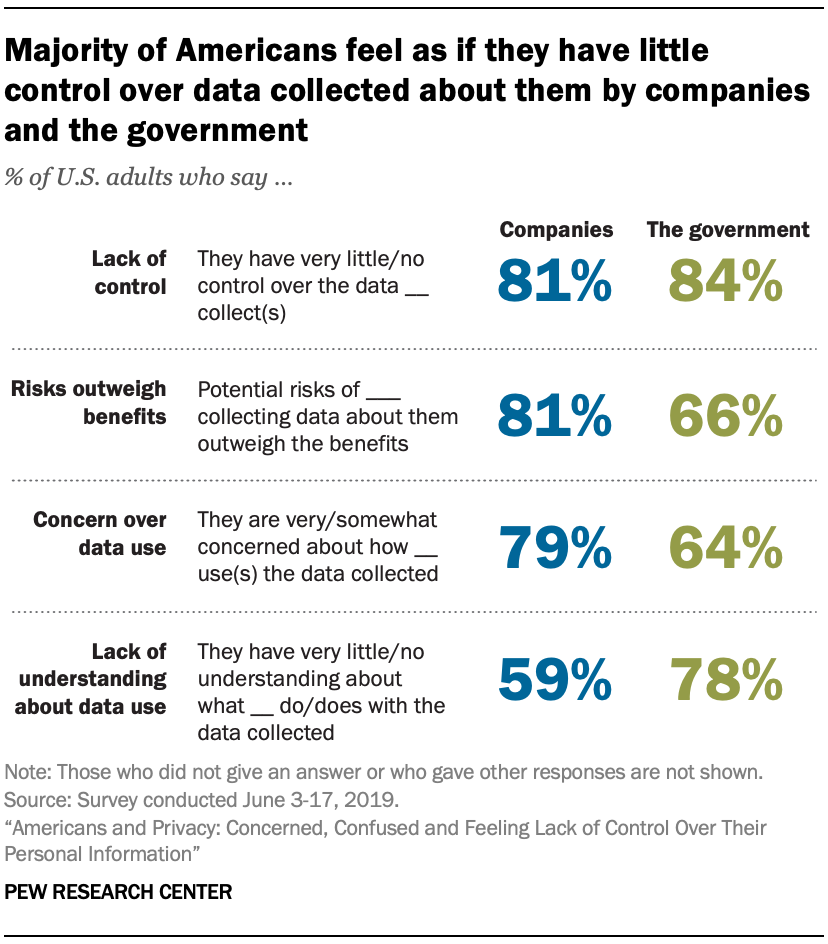 Majority of Americans feel as if they have little
control over data collected about them by companies
and the government
% of U.S. adults who say ...
Companies The government
Lack of
control
They have very little/no
control over the data __
collect(s)
81% 84%
Risks outweigh
benefits
Potential risks of ___
collecting data about them
outweigh the benefits
81% 66%
Concern over
data use
They are very/somewhat
concerned about how __
use(s) the data collected
79% 64%
Lack of
understanding
about data use
They have very little/no
understanding about
what __ do/does with the
data collected
59% 78%
Note: Those who did not give an answer or who gave other responses are not shown.
Source: Survey conducted June 3-17, 2019.
“Americans and Privacy: Concerned, Confused and Feeling Lack of Control Over Their
Personal Information”
PEW RESEARCH CENTER